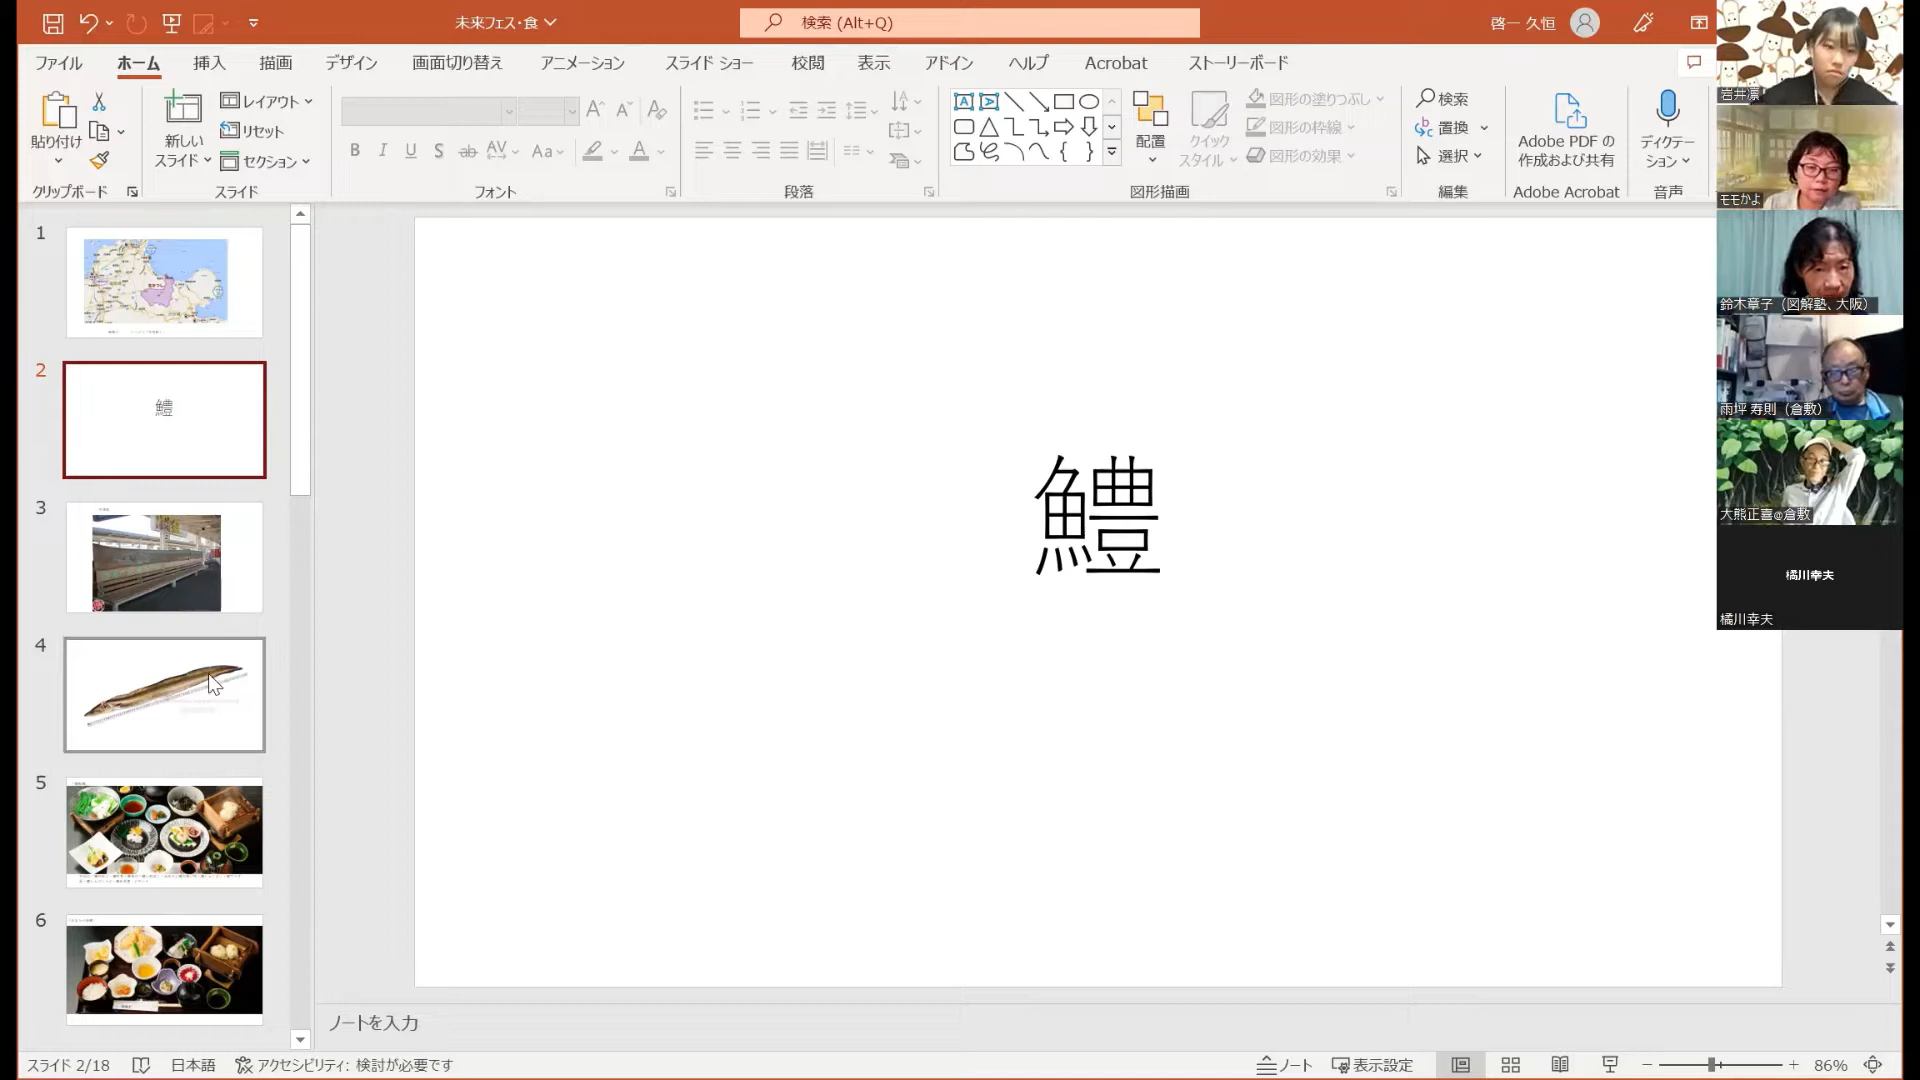 未来フェス・食
検索 (Alt+Q)
啓一 久恒
ファイル ホーム 挿入 描画 デザイン 画面切り替え アニメーション スライド ショー 校閲 表示 アドイン ヘルプ Acrobat ストーリーボード
貼り付け
クリップボード
新しい
スライド
レイアウト
リセット
セクション
スライド
B I U S ab AV Aa A
フォント
段落
配置
クイック
スタイル
図形の塗りつぶし
図形の枠線
図形の効果
図形描画
検索
置換
選択
編集
Adobe PDF の
作成および共有
Adobe Acrobat
ディクテー
ション
音声
岩井凛
モモかよ
鈴木章子（図解塾、大阪）
雨坪 寿則（倉敷）
大熊正喜@倉敷
橘川幸夫
橘川幸夫
1
2
鱧
3
4
5
6
鱧
ノートを入力
スライド 2/18
日本語
アクセシビリティ: 検討が必要です
ノート
表示設定
86%